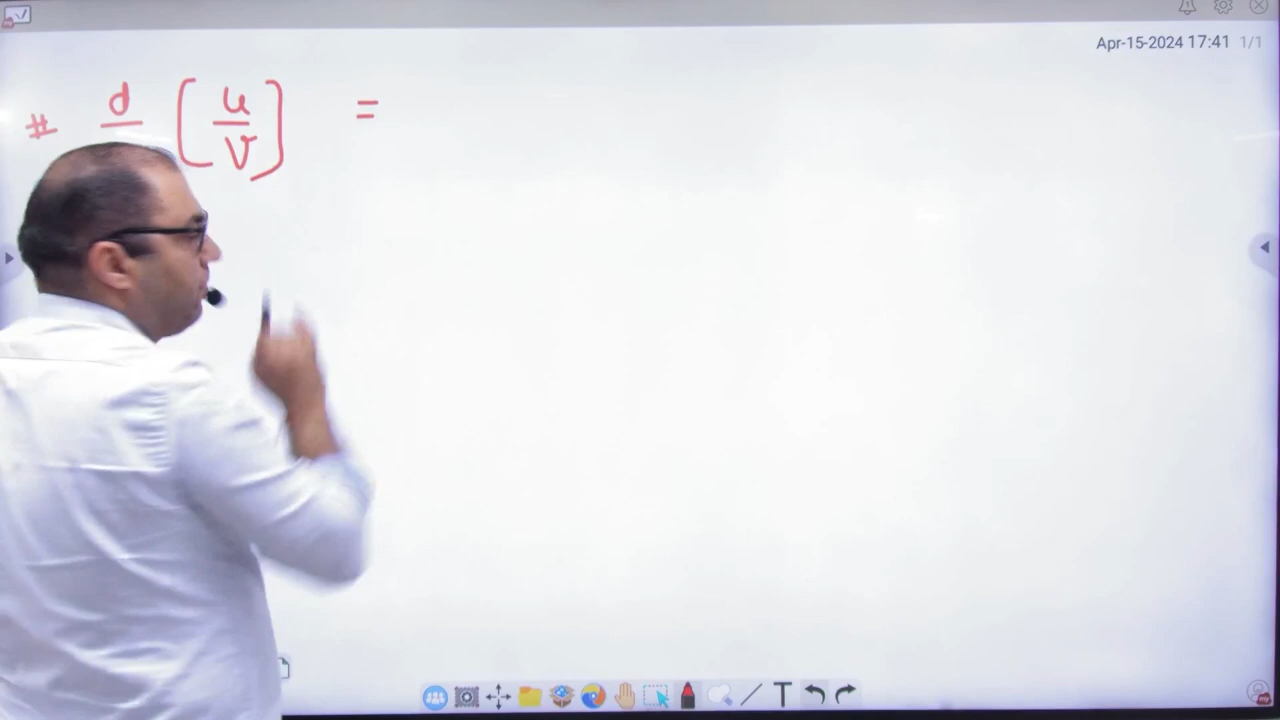 Apr-15-2024 17:41 1/1
# d/ [u/v] =
T